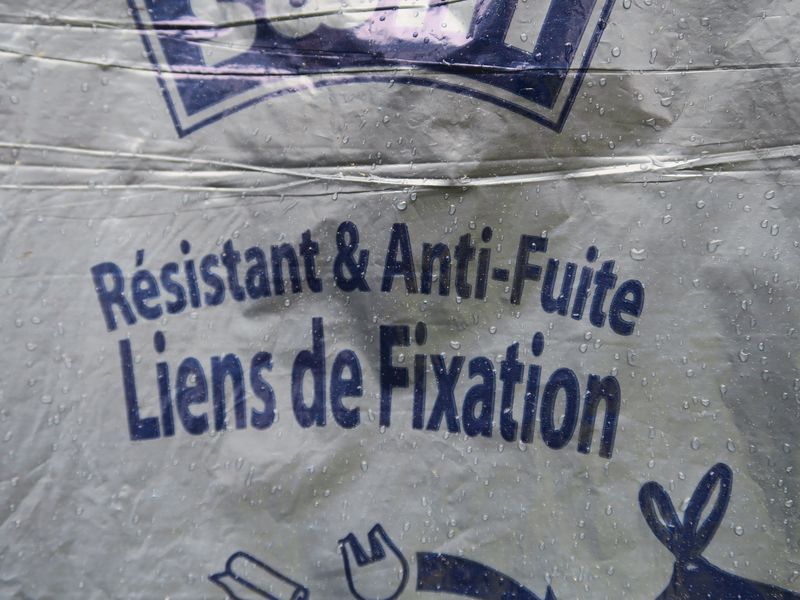 Résistant & Anti-Fuite
Liens de Fixation